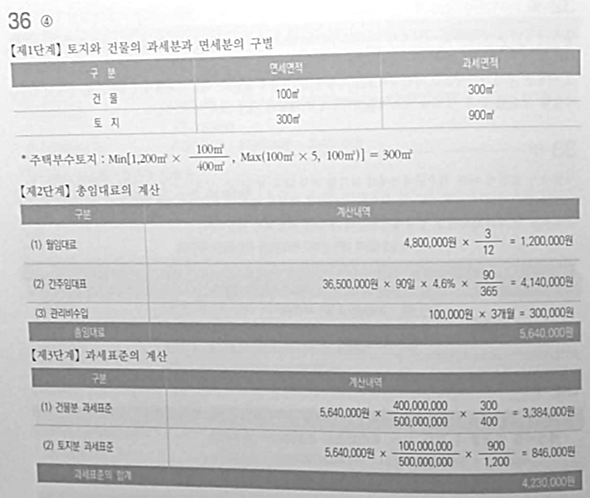 36 ④
【제1단계】 토지와 건물의 과세분과 면세분의 구별
구 분 면세면적 과세면적
건 물 100㎡ 300㎡
토 지 300㎡ 900㎡
* 주택부수토지 : Min[1,200㎡ × 100㎡/400㎡ , Max(100㎡ × 5, 100㎡)] = 300㎡
【제2단계】 총임대료의 계산
구분 계산내역
(1) 월임대료 4,800,000원 × 3/12 = 1,200,000원
(2) 간주임대표 36,500,000원 × 90일 × 4.6% × 90/365 = 4,140,000원
(3) 관리비수입 100,000원 × 3개월 = 300,000원
총임대료 5,640,000원
【제3단계】 과세표준의 계산
구분 계산내역
(1) 건물분 과세표준 5,640,000원 × 400,000,000/500,000,000 × 300/400 = 3,384,000원
(2) 토지분 과세표준 5,640,000원 × 100,000,000/500,000,000 × 900/1,200 = 846,000원
과세표준의 합계 4,230,000원